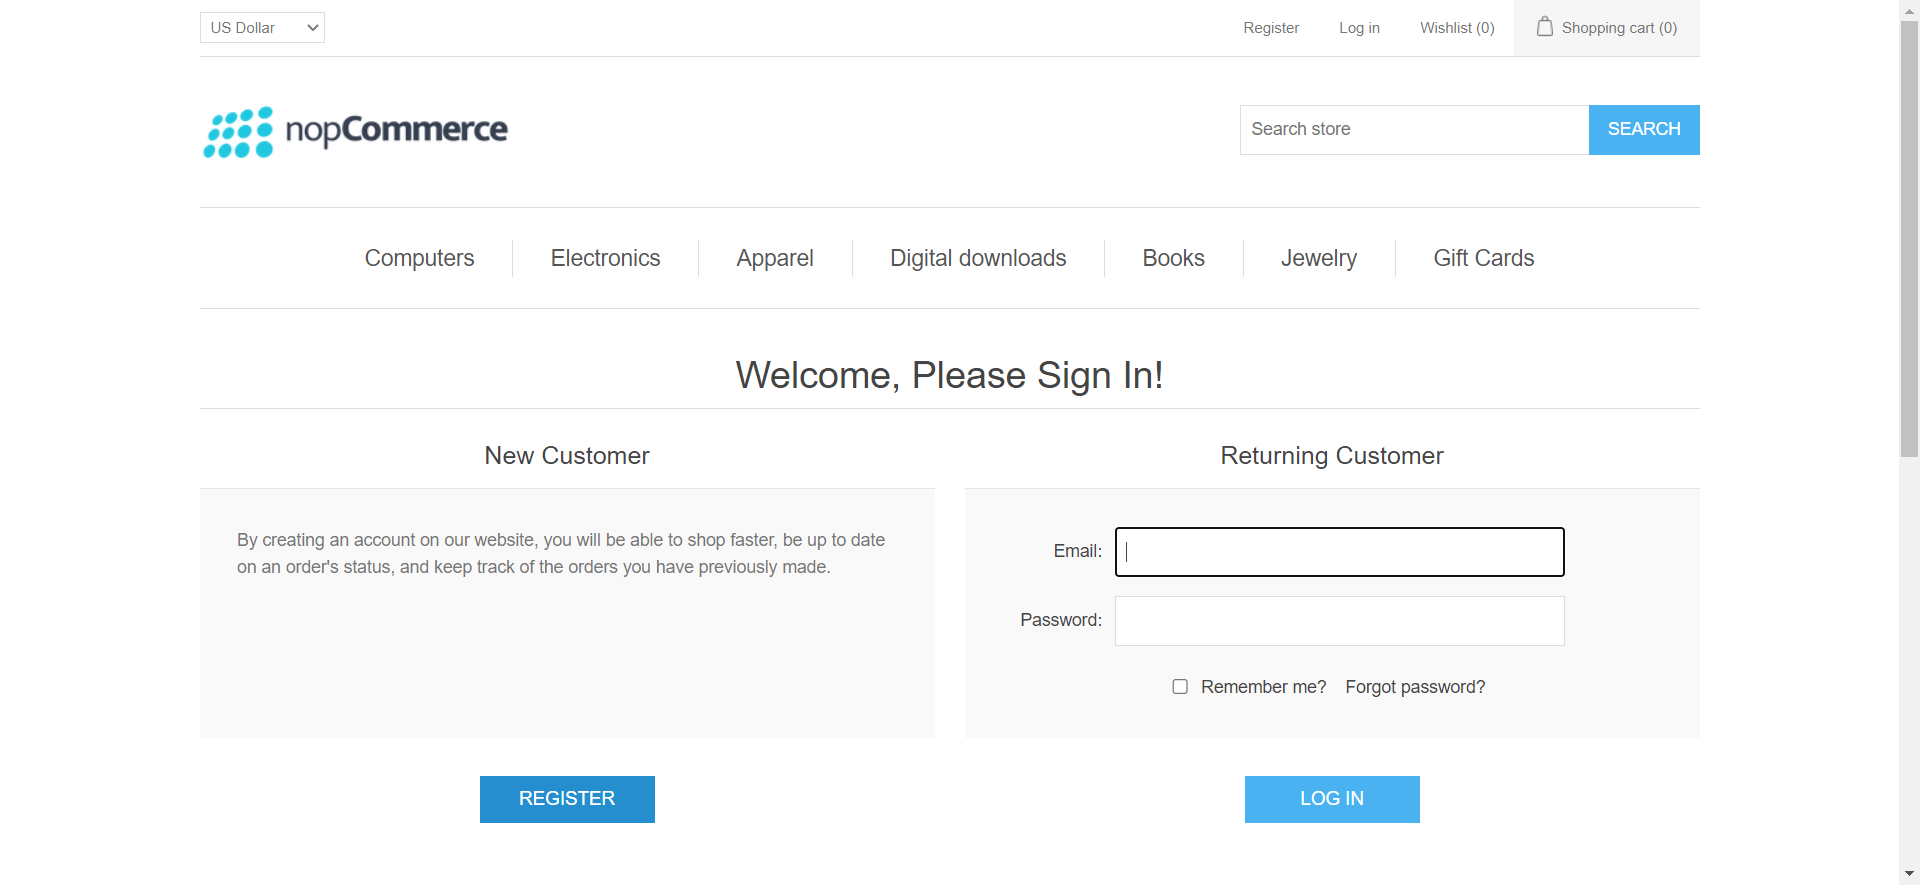 US Dollar Register Log in Wishlist (0) Shopping cart (0)
nopCommerce Search store SEARCH
Computers Electronics Apparel Digital downloads Books Jewelry Gift Cards
Welcome, Please Sign In!
New Customer
By creating an account on our website, you will be able to shop faster, be up to date
on an order's status, and keep track of the orders you have previously made.
REGISTER
Returning Customer
Email:
Password:
Remember me? Forgot password?
LOG IN